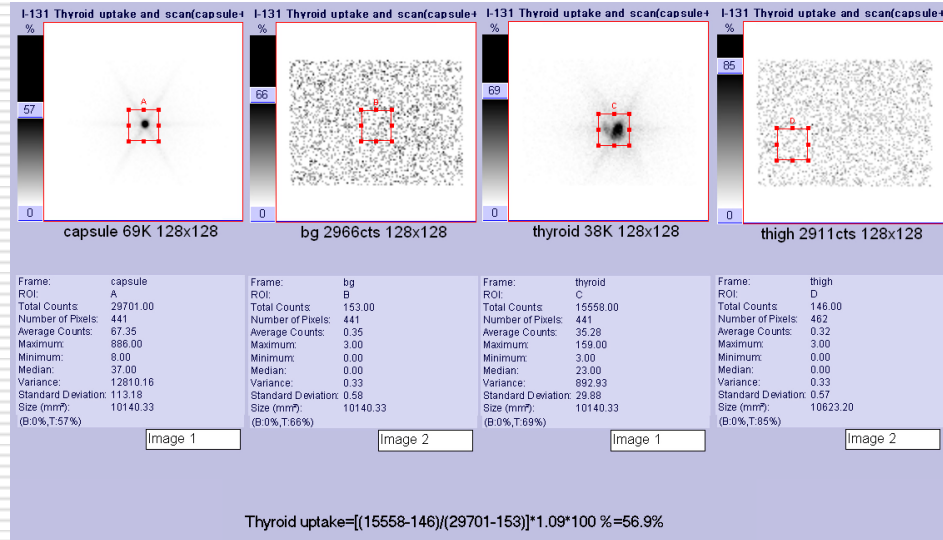 I-131 Thyroid uptake and scan(capsule+
%
57
0
A
capsule 69K 128x128
I-131 Thyroid uptake and scan(capsule+
%
66
0
B
bg 2966cts 128x128
I-131 Thyroid uptake and scan(capsule+
%
69
0
C
thyroid 38K 128x128
I-131 Thyroid uptake and scan(capsule+
%
85
0
D
thigh 2911cts 128x128
Frame: capsule
ROI: A
Total Counts: 29701.00
Number of Pixels: 441
Average Counts: 67.35
Maximum: 886.00
Minimum: 8.00
Median: 37.00
Variance: 12810.16
Standard Deviation: 113.18
Size (mm²): 10140.33
(B:0%,T:57%)
Image 1
Frame: bg
ROI: B
Total Counts: 153.00
Number of Pixels: 441
Average Counts: 0.35
Maximum: 3.00
Minimum: 0.00
Median: 0.00
Variance: 0.33
Standard Deviation: 0.58
Size (mm²): 10140.33
(B:0%,T:66%)
Image 2
Frame: thyroid
ROI: C
Total Counts: 15558.00
Number of Pixels: 441
Average Counts: 35.28
Maximum: 159.00
Minimum: 3.00
Median: 23.00
Variance: 892.93
Standard Deviation: 29.88
Size (mm²): 10140.33
(B:0%,T:69%)
Image 1
Frame: thigh
ROI: D
Total Counts: 146.00
Number of Pixels: 462
Average Counts: 0.32
Maximum: 3.00
Minimum: 0.00
Median: 0.00
Variance: 0.33
Standard Deviation: 0.57
Size (mm²): 10623.20
(B:0%,T:85%)
Image 2
Thyroid uptake=[(15558-146)/(29701-153)]*1.09*100 %=56.9%